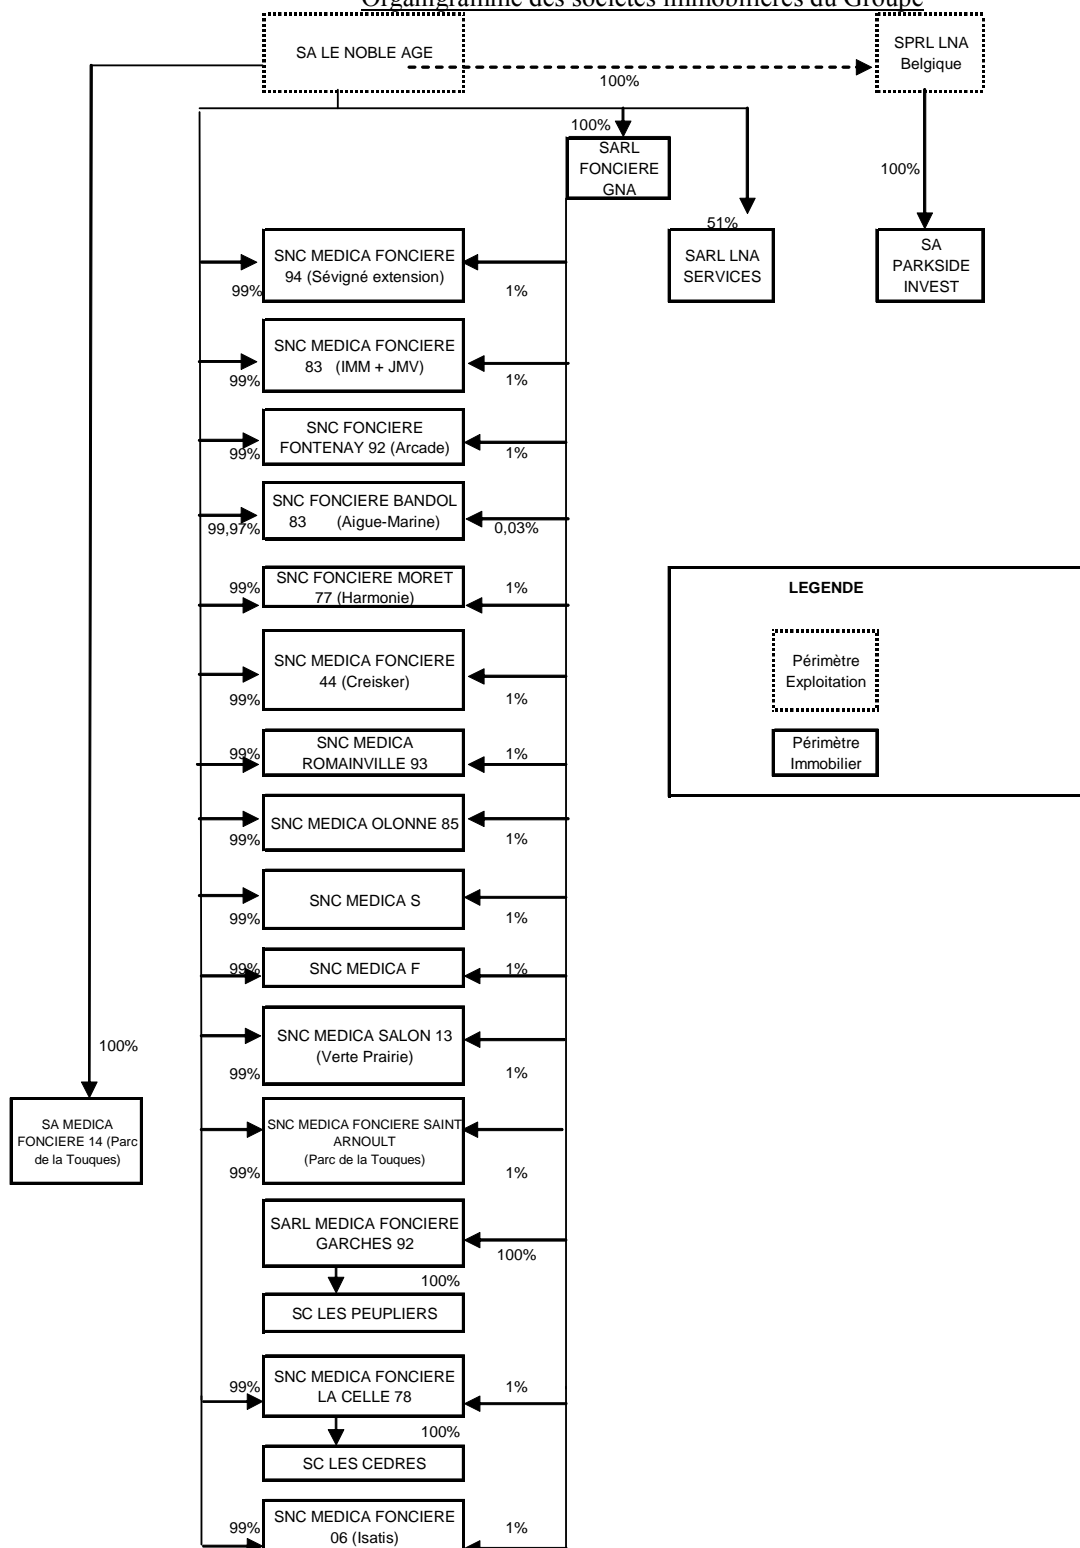 Organigramme des sociétés immobilières du Groupe
SA LE NOBLE AGE
SPRL LNA
Belgique
100%
100%
SARL
FONCIERE
GNA
100%
51%
SARL LNA
SERVICES
SA
PARKSIDE
INVEST
SNC MEDICA FONCIERE
94 (Sévigné extension)
99%
1%
SNC MEDICA FONCIERE
83 (IMM + JMV)
99%
1%
SNC FONCIERE
FONTENAY 92 (Arcade)
99%
1%
SNC FONCIERE BANDOL
83 (Aigue-Marine)
99,97%
0,03%
SNC FONCIERE MORET
77 (Harmonie)
99%
1%
LEGENDE
Périmètre
Exploitation
Périmètre
Immobilier
SNC MEDICA FONCIERE
44 (Creisker)
99%
1%
SNC MEDICA
ROMAINVILLE 93
99%
1%
SNC MEDICA OLONNE 85
99%
1%
SNC MEDICA S
99%
1%
SNC MEDICA F
99%
1%
SNC MEDICA SALON 13
(Verte Prairie)
99%
1%
100%
SA MEDICA
FONCIERE 14 (Parc
de la Touques)
SNC MEDICA FONCIERE SAINT
ARNOULT
(Parc de la Touques)
99%
1%
SARL MEDICA FONCIERE
GARCHES 92
100%
100%
SC LES PEUPLIERS
SNC MEDICA FONCIERE
LA CELLE 78
99%
1%
100%
SC LES CEDRES
SNC MEDICA FONCIERE
06 (Isatis)
99%
1%